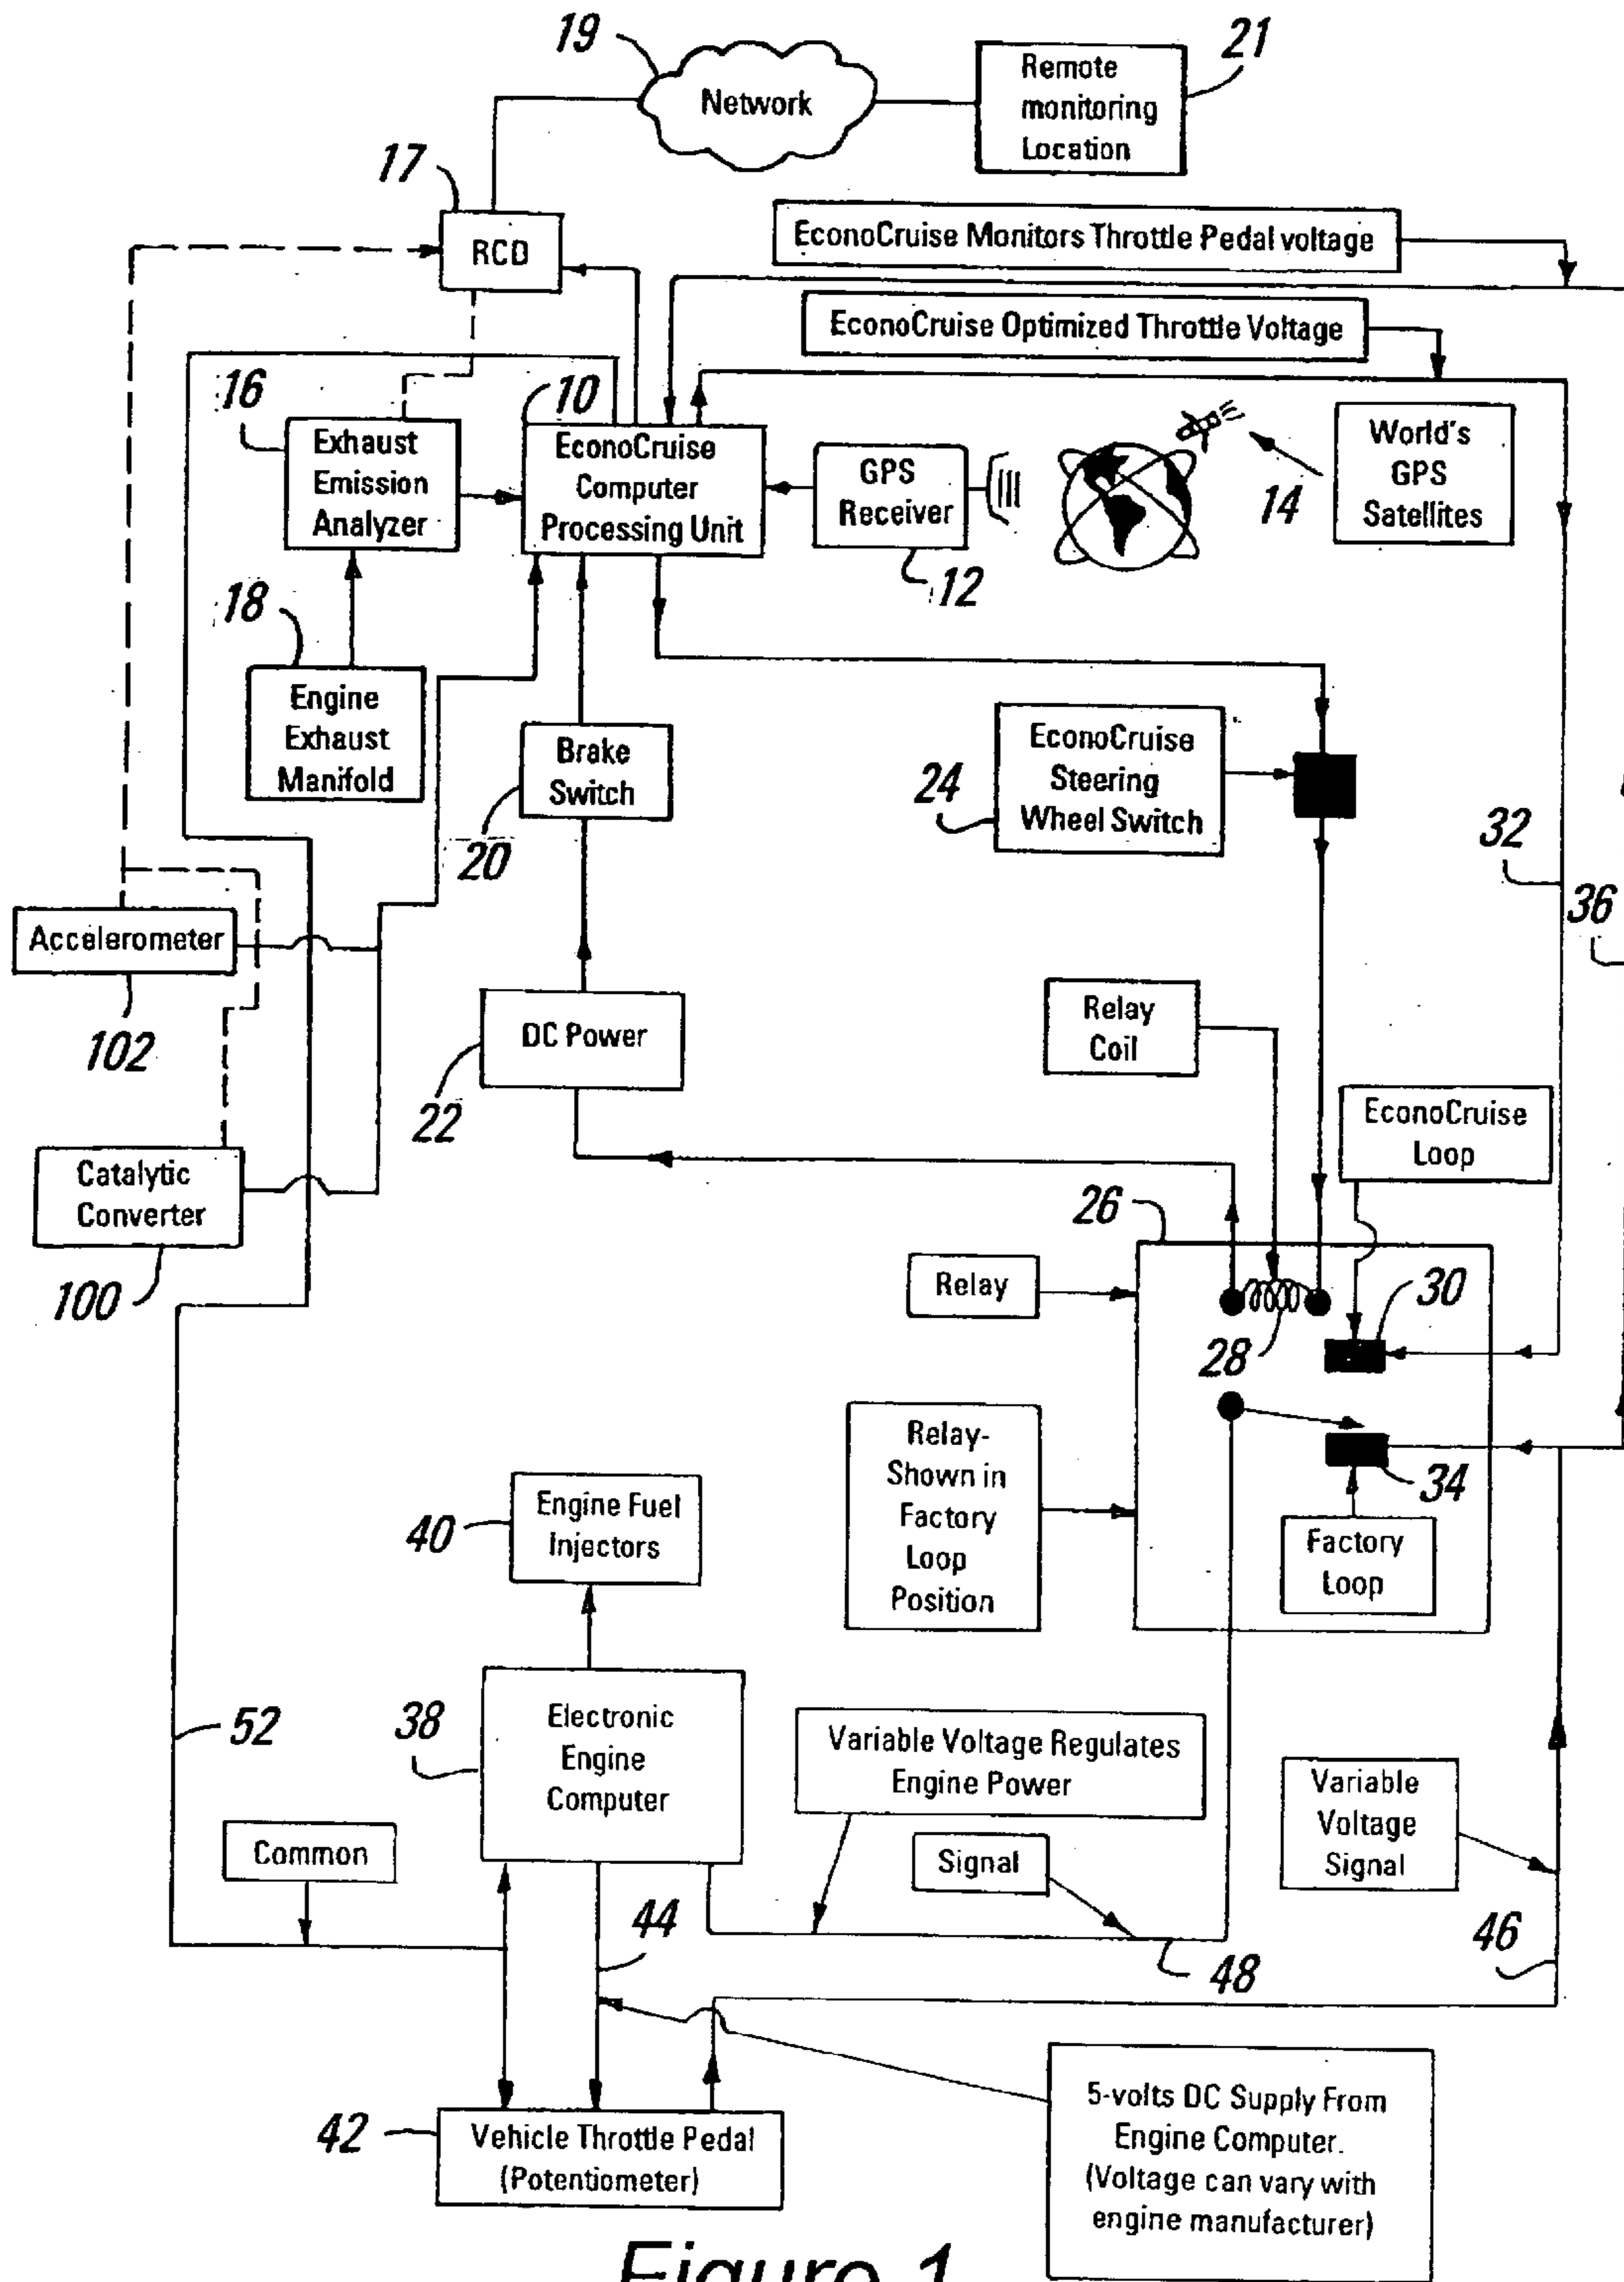 19
Network
Remote
monitoring
Location
21
17
RCD
EconoCruise Monitors Throttle Pedal voltage
EconoCruise Optimized Throttle Voltage
16
Exhaust
Emission
Analyzer
10
EconoCruise
Computer
Processing Unit
GPS
Receiver
12
14
World's
GPS
Satellites
18
Engine
Exhaust
Manifold
Brake
Switch
20
EconoCruise
Steering
Wheel Switch
24
32
36
Accelerometer
102
DC Power
22
Relay
Coil
EconoCruise
Loop
Catalytic
Converter
100
26
Relay
28
30
Relay-
Shown in
Factory
Loop
Position
34
Factory
Loop
40
Engine Fuel
Injectors
38
Electronic
Engine
Computer
52
Variable Voltage Regulates
Engine Power
Variable
Voltage
Signal
Common
Signal
44
48
46
42
Vehicle Throttle Pedal
(Potentiometer)
5-volts DC Supply From
Engine Computer.
(Voltage can vary with
engine manufacturer)
Figure 1